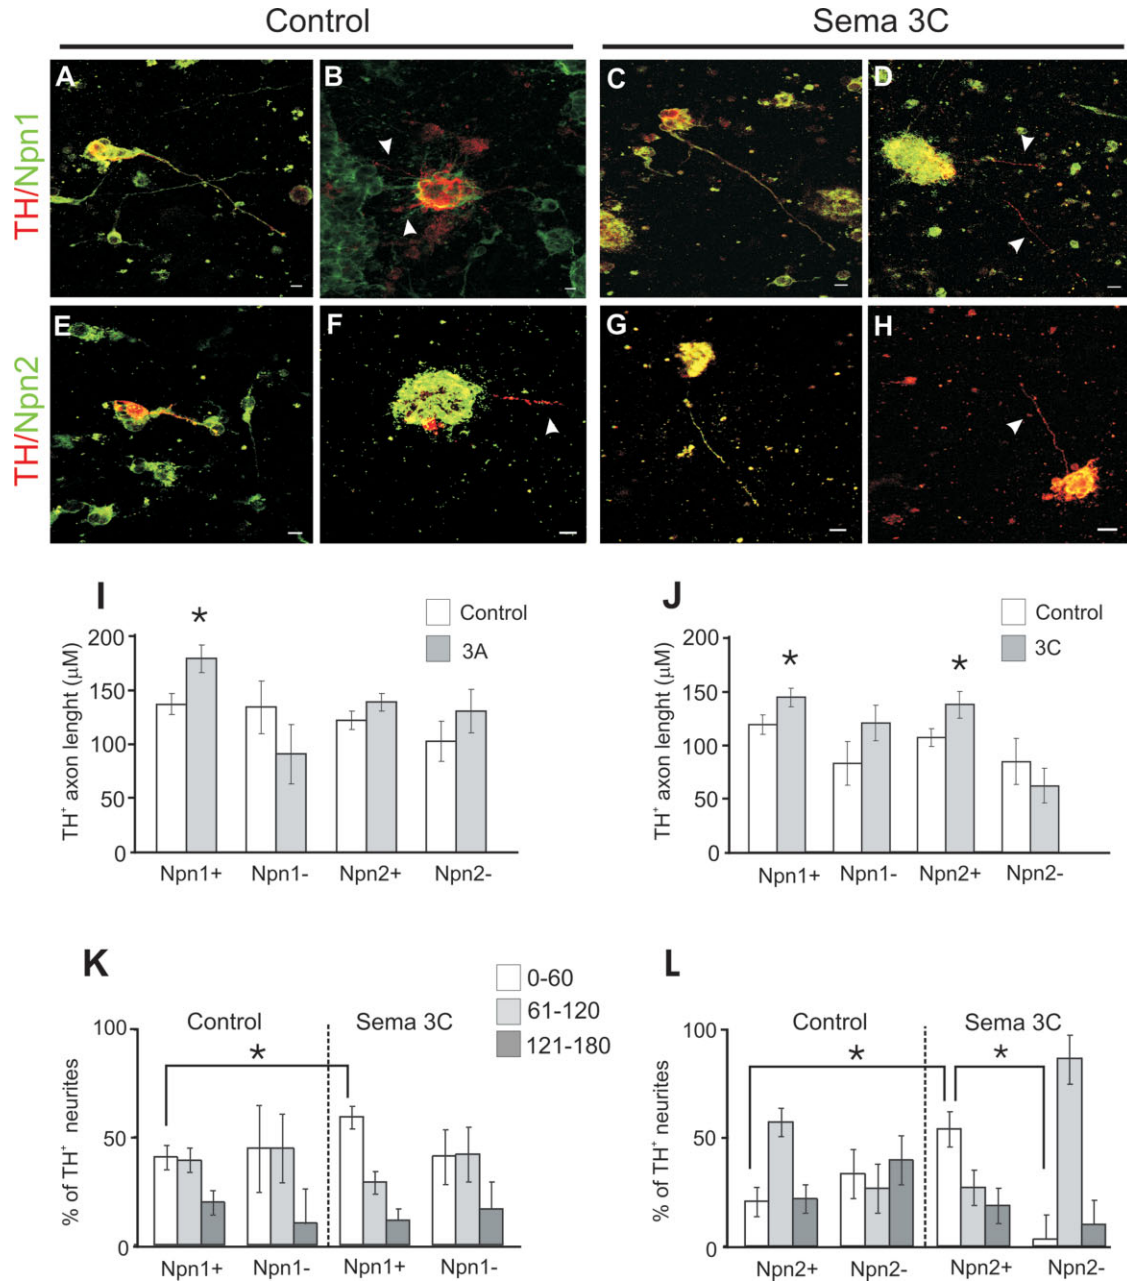 Control
Sema 3C
TH/Npn1
A
B
C
D
TH/Npn2
E
F
G
H
I
Control
3A
*
TH+ axon lenght (μM)
200
150
100
50
0
Npn1+ Npn1- Npn2+ Npn2-
J
Control
3C
* *
TH+ axon lenght (μM)
200
150
100
50
0
Npn1+ Npn1- Npn2+ Npn2-
K
0-60
61-120
121-180
Control Sema 3C
*
% of TH+ neurites
100
50
0
Npn1+ Npn1- Npn1+ Npn1-
L
Control Sema 3C
* *
% of TH+ neurites
100
50
0
Npn2+ Npn2- Npn2+ Npn2-